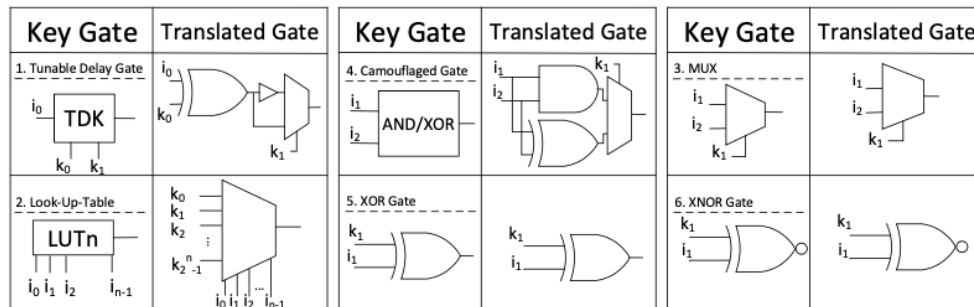 Key Gate Translated Gate
1. Tunable Delay Gate
i0
TDK
k0 k1
i0
k0
k1
2. Look-Up-Table
LUTn
i0 i1 i2 in-1
k0
k1
k2
⋮
k2^n-1
i0 i1 i2 ... in-1
Key Gate Translated Gate
4. Camouflaged Gate
i1
i2
AND/XOR
i1
i2
k1
5. XOR Gate
k1
i1
k1
i1
Key Gate Translated Gate
3. MUX
i1
i2
k1
i1
i2
k1
6. XNOR Gate
k1
i1
k1
i1